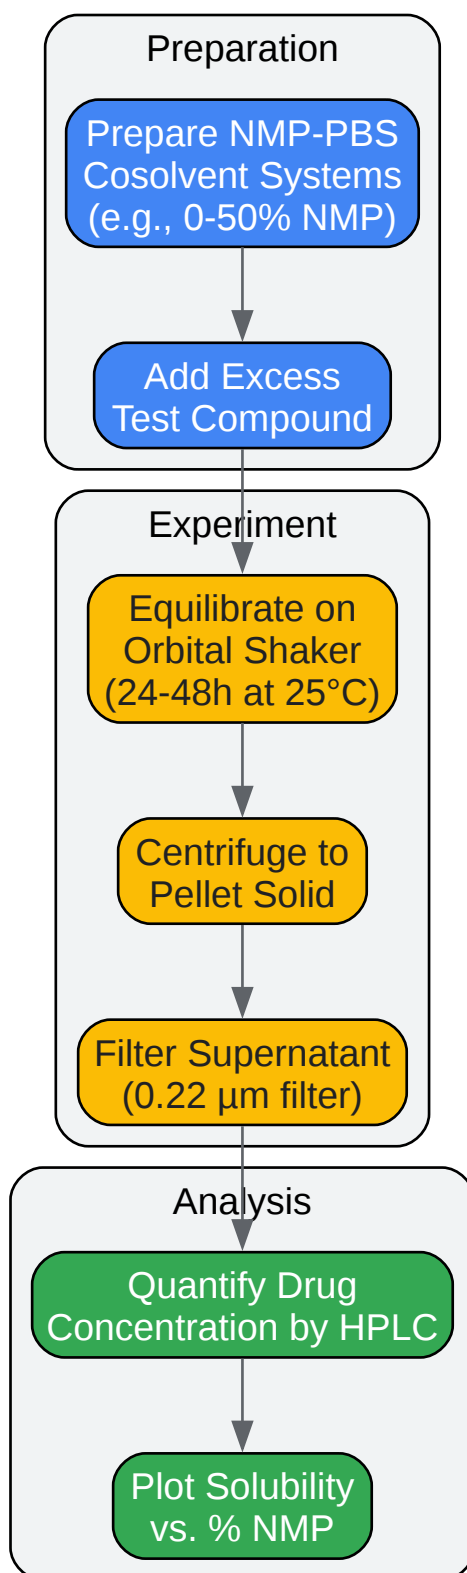 Preparation
Prepare NMP-PBS
Cosolvent Systems
(e.g., 0-50% NMP)
Add Excess
Test Compound
Experiment
Equilibrate on
Orbital Shaker
(24-48h at 25°C)
Centrifuge to
Pellet Solid
Filter Supernatant
(0.22 µm filter)
Analysis
Quantify Drug
Concentration by HPLC
Plot Solubility
vs. % NMP